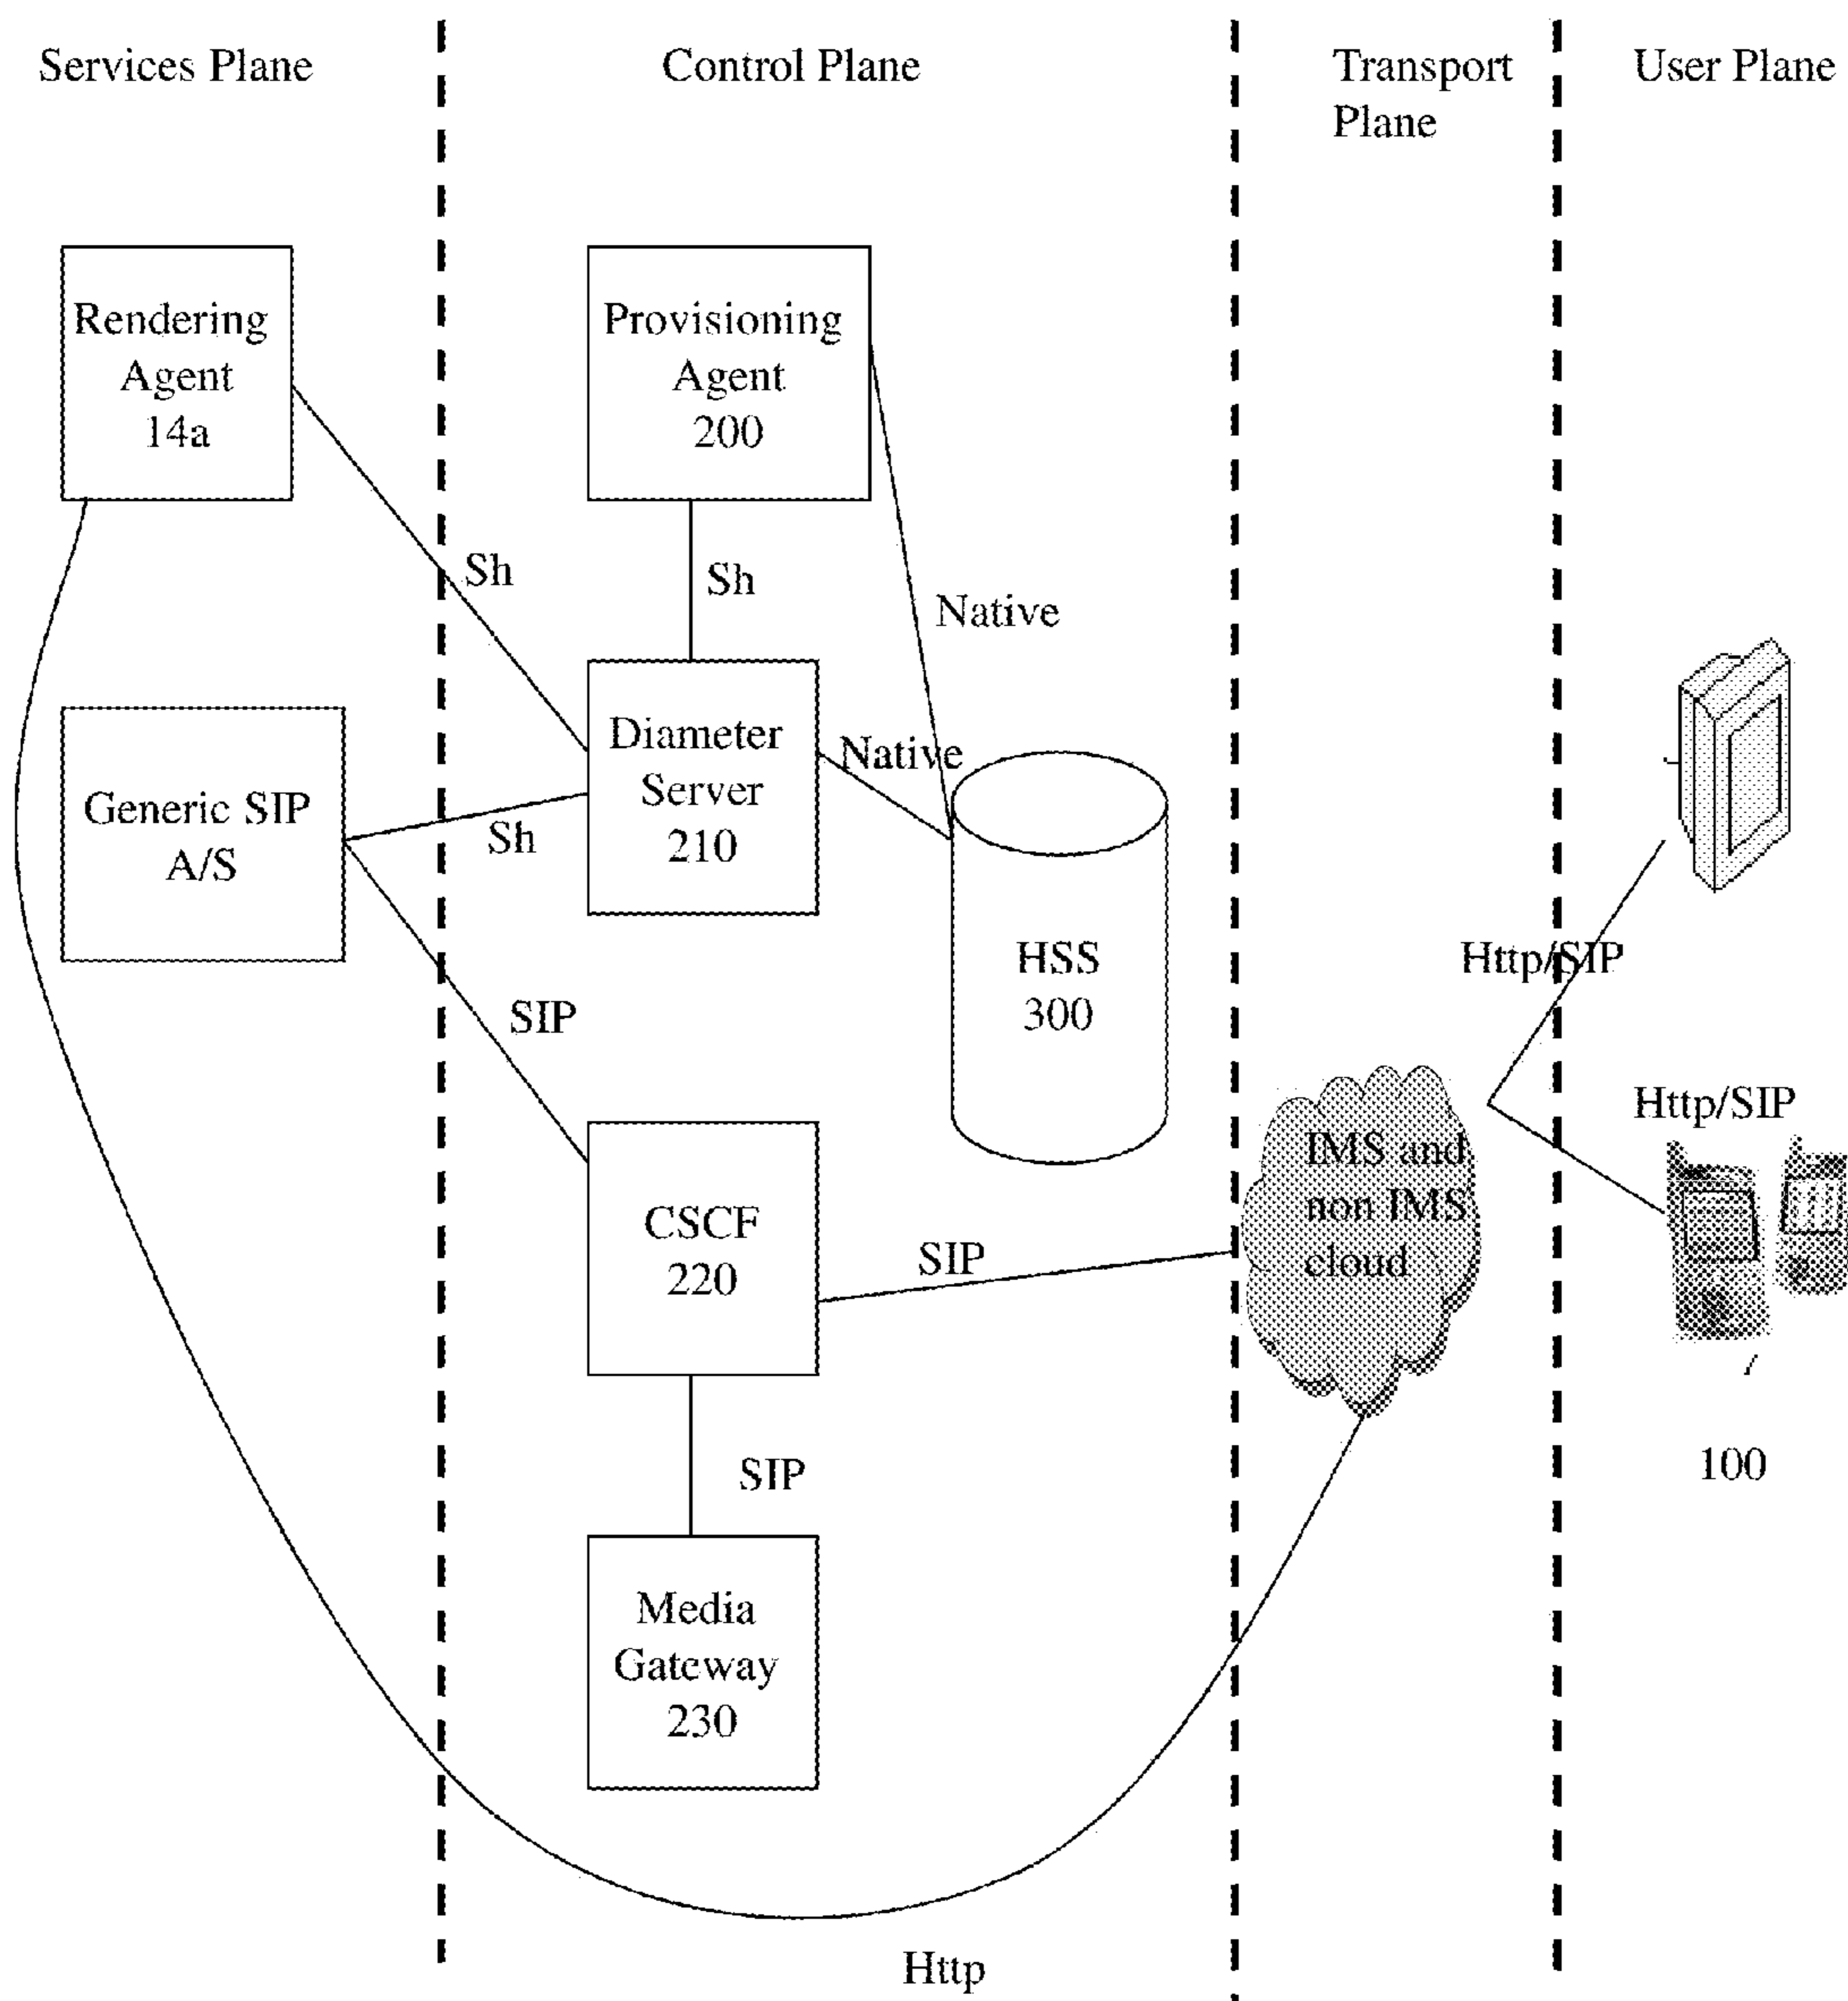 Services Plane
Control Plane
Transport
Plane
User Plane
Rendering
Agent
14a
Provisioning
Agent
200
Sh
Sh
Native
Generic SIP
A/S
Diameter
Server
210
Native
Sh
HSS
300
SIP
Http/SIP
Http/SIP
IMS and
non IMS
cloud
CSCF
220
SIP
100
SIP
Media
Gateway
230
Http